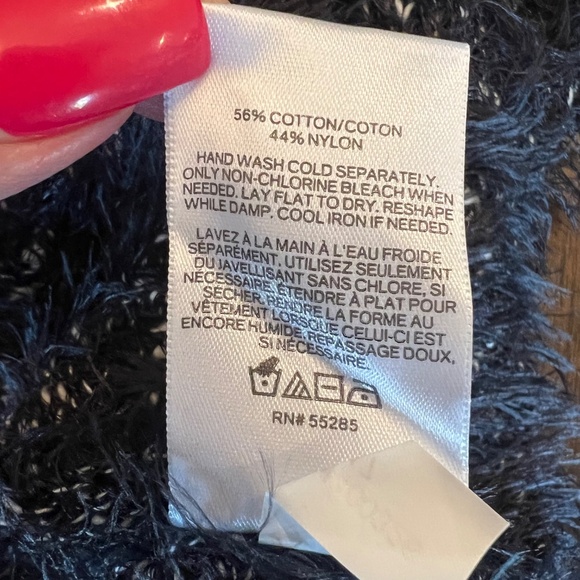 56% COTTON/COTON
44% NYLON
HAND WASH COLD SEPARATELY.
ONLY NON-CHLORINE BLEACH WHEN
NEEDED. LAY FLAT TO DRY. RESHAPE
WHILE DAMP. COOL IRON IF NEEDED.
LAVEZ À LA MAIN À L'EAU FROIDE
SÉPARÉMENT. UTILISEZ SEULEMENT
DU JAVELLISANT SANS CHLORE, SI
NÉCESSAIRE. ÉTENDRE À PLAT POUR
SÉCHER. RENDRE LA FORME AU
VÊTEMENT LORSQUE CELUI-CI EST
ENCORE HUMIDE. REPASSAGE DOUX,
SI NÉCESSAIRE.
RN# 55285